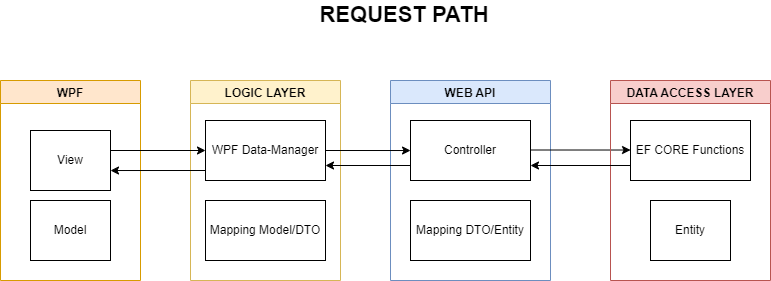 REQUEST PATH
WPF
LOGIC LAYER
WEB API
DATA ACCESS LAYER
View
WPF Data-Manager
Controller
EF CORE Functions
Model
Mapping Model/DTO
Mapping DTO/Entity
Entity